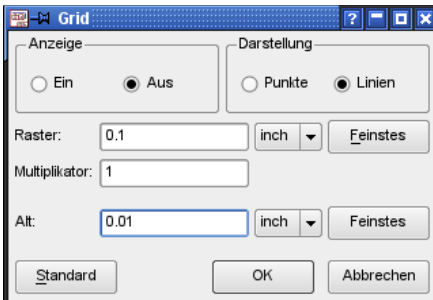 Grid
Anzeige Darstellung
Ein Aus Punkte Linien
Raster: 0.1 inch Feinstes
Multiplikator: 1
Alt: 0.01 inch Feinstes
Standard OK Abbrechen